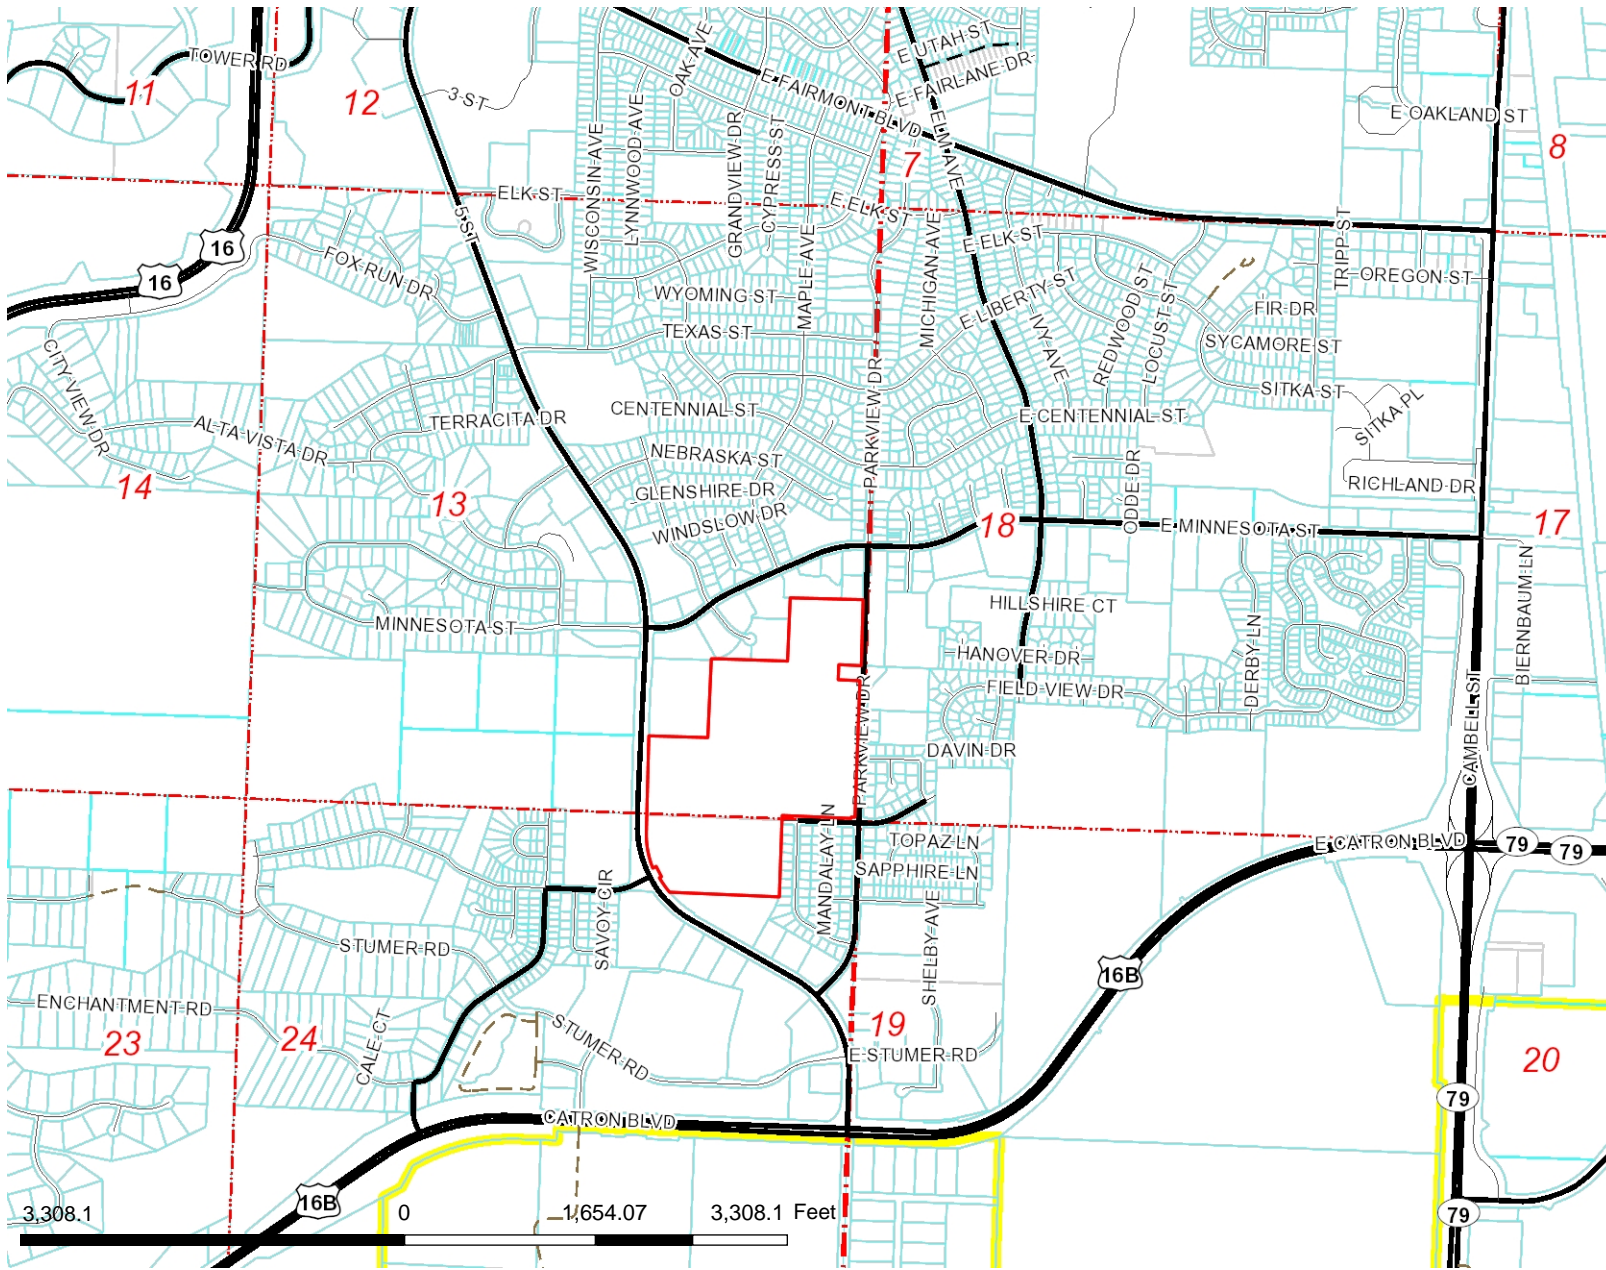 TOWER RD
11
12
3 ST
OAK AVE
E UTAH ST
E FAIRLANE DR
E FAIRMONT BLVD
ELM AVE
E OAKLAND ST
8
7
WISCONSIN AVE
LYNNWOOD AVE
GRANDVIEW DR
CYPRESS ST
ELK ST
E ELK ST
E ELK ST
5 ST
16
16
FOX RUN DR
WYOMING ST
MAPLE AVE
MICHIGAN AVE
TEXAS ST
E LIBERTY ST
IVY AVE
REDWOOD ST
LOCUST ST
TRIPP ST
OREGON ST
FIR DR
SYCAMORE ST
SITKA ST
SITKA PL
CITY VIEW DR
ALTA VISTA DR
TERRACITA DR
CENTENNIAL ST
PARKVIEW DR
E CENTENNIAL ST
NEBRASKA ST
GLENSHIRE DR
WINDSLOW DR
ODDE DR
RICHLAND DR
14
13
18
E MINNESOTA ST
17
BIERNBAUM LN
MINNESOTA ST
HILLSHIRE CT
HANOVER DR
FIELD VIEW DR
DERBY LN
PARKVIEW DR
DAVIN DR
CAMBELL ST
MANDALAY LN
TOPAZ LN
SAPPHIRE LN
E CATRON BLVD
79
79
SAVOY CIR
STUMER RD
SHELBY AVE
16B
ENCHANTMENT RD
23
24
CALE CT
STUMER RD
19
E STUMER RD
20
79
CATRON BLVD
16B
79
3,308.1
0
1,654.07
3,308.1 Feet